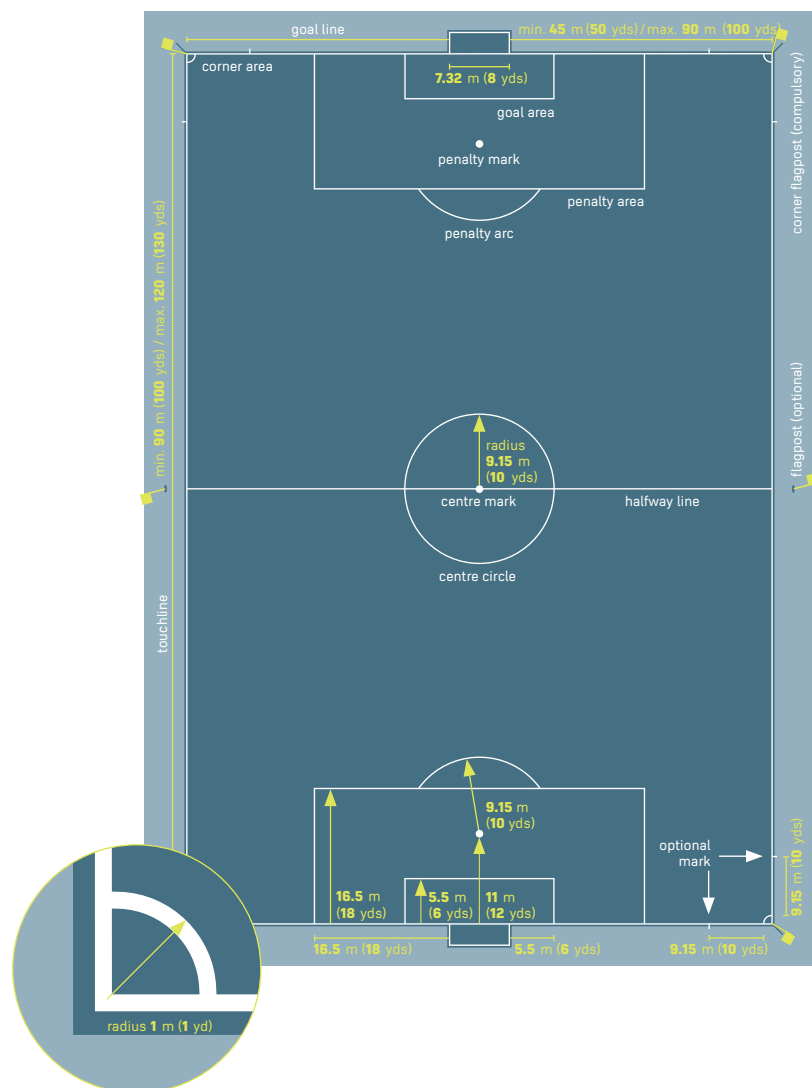 goal line
min. 45 m (50 yds) / max. 90 m (100 yds)
corner area
7.32 m (8 yds)
goal area
corner flagpost (compulsory)
penalty mark
penalty area
penalty arc
min. 90 m (100 yds) / max. 120 m (130 yds)
flagpost (optional)
radius
9.15 m
(10 yds)
centre mark
halfway line
centre circle
touchline
9.15 m
(10 yds)
optional
mark
9.15 m (10 yds)
16.5 m
(18 yds)
5.5 m
(6 yds)
11 m
(12 yds)
16.5 m (18 yds)
5.5 m (6 yds)
9.15 m (10 yds)
radius 1 m (1 yd)